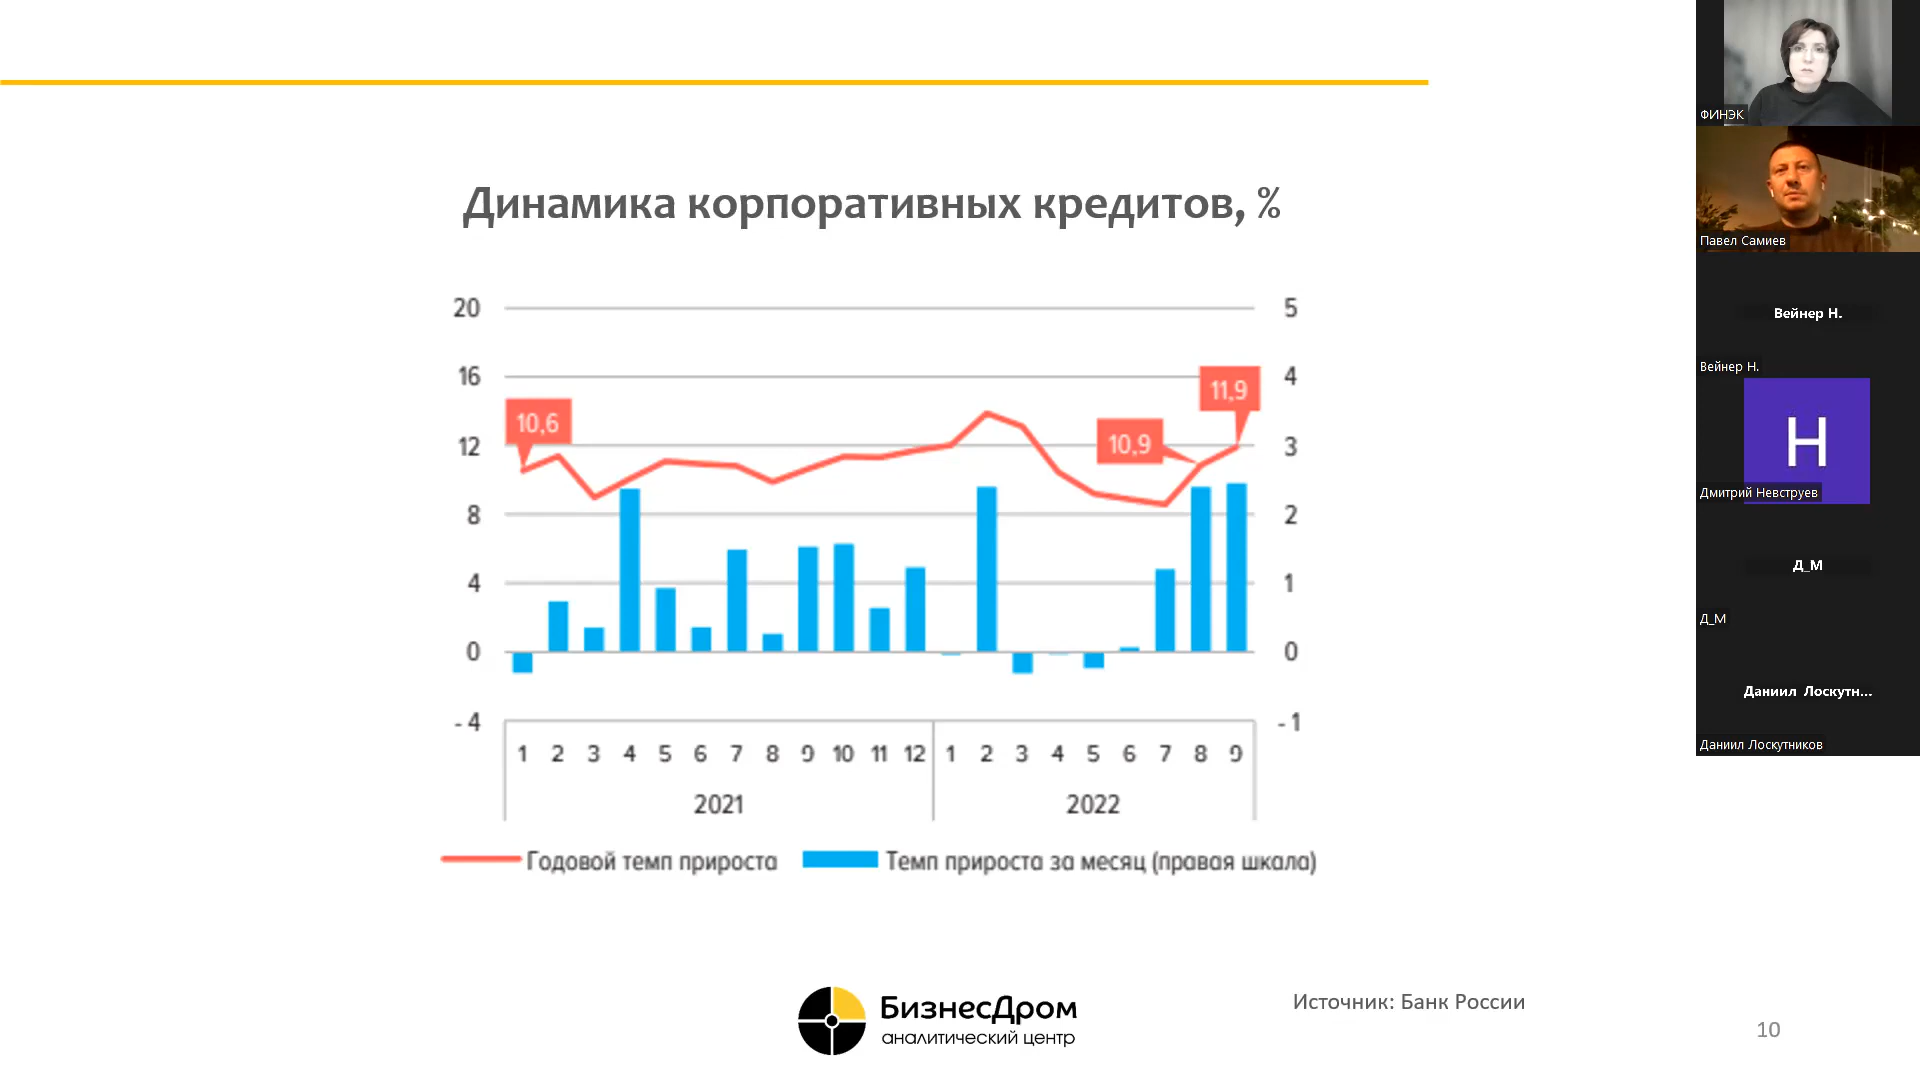 Динамика корпоративных кредитов, %
20
16
12
8
4
0
- 4
5
4
3
2
1
0
- 1
10,6
10,9
11,9
1 2 3 4 5 6 7 8 9 10 11 12 1 2 3 4 5 6 7 8 9
2021 2022
Годовой темп прироста Темп прироста за месяц (правая шкала)
БизнесДром
аналитический центр
Источник: Банк России
10
ФИНЭК
Павел Самиев
Вейнер Н.
Вейнер Н.
Н
Дмитрий Невструев
Д_М
Д_М
Даниил Лоскутн...
Даниил Лоскутников